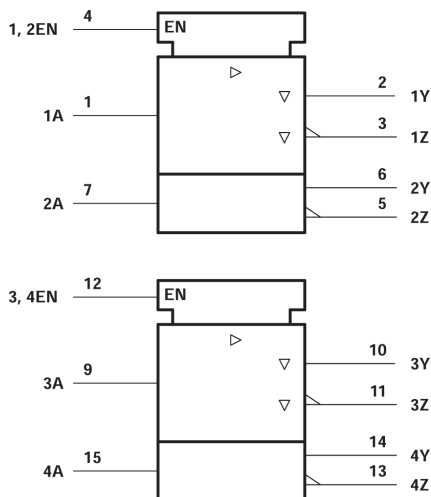 1, 2EN 4 EN
2 1Y
1A 1
3 1Z
6 2Y
2A 7
5 2Z
3, 4EN 12 EN
10 3Y
3A 9
11 3Z
14 4Y
4A 15
13 4Z